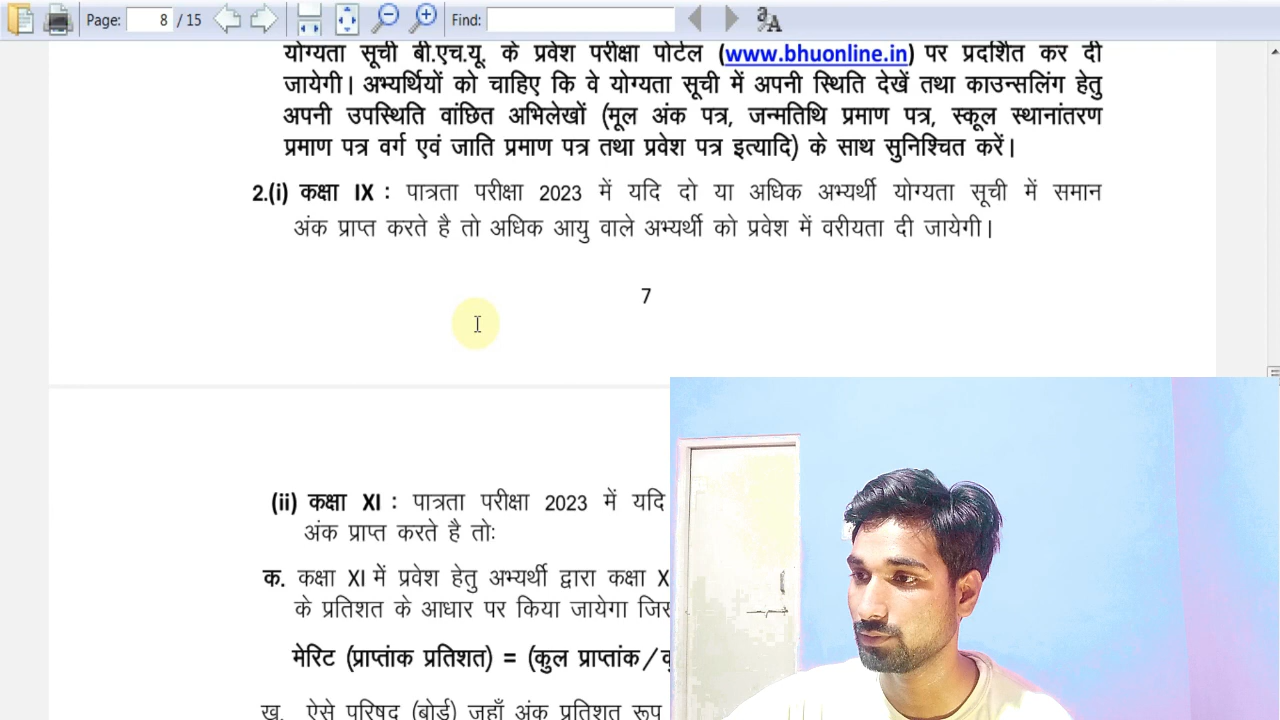 Page: 8 / 15 Find:
योग्यता सूची बी.एच.यू. के प्रवेश परीक्षा पोर्टल (www.bhuonline.in) पर प्रदर्शित कर दी
जायेगी। अभ्यर्थियों को चाहिए कि वे योग्यता सूची में अपनी स्थिति देखें तथा काउन्सलिंग हेतु
अपनी उपस्थिति वांछित अभिलेखों (मूल अंक पत्र, जन्मतिथि प्रमाण पत्र, स्कूल स्थानांतरण
प्रमाण पत्र वर्ग एवं जाति प्रमाण पत्र तथा प्रवेश पत्र इत्यादि) के साथ सुनिश्चित करें।
2.(i) कक्षा IX : पात्रता परीक्षा 2023 में यदि दो या अधिक अभ्यर्थी योग्यता सूची में समान
अंक प्राप्त करते है तो अधिक आयु वाले अभ्यर्थी को प्रवेश में वरीयता दी जायेगी।
7
(ii) कक्षा XI : पात्रता परीक्षा 2023 में यदि
अंक प्राप्त करते है तोः
क. कक्षा XI में प्रवेश हेतु अभ्यर्थी द्वारा कक्षा X
के प्रतिशत के आधार पर किया जायेगा
मेरिट (प्राप्तांक प्रतिशत) = (कुल प्राप्तांक/
ख. ऐसे परिषद (बोर्ड) जहाँ अंक प्रतिशत रूप